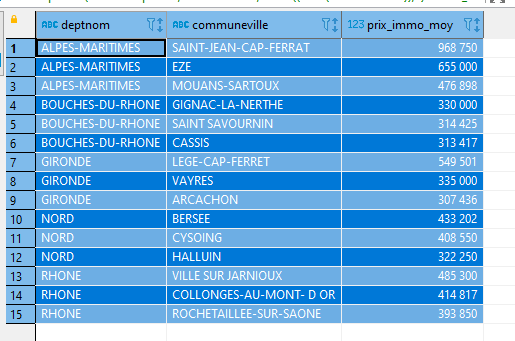 ABC deptnom ABC communeville 123 prix_immo_moy
1 ALPES-MARITIMES SAINT-JEAN-CAP-FERRAT 968 750
2 ALPES-MARITIMES EZE 655 000
3 ALPES-MARITIMES MOUANS-SARTOUX 476 898
4 BOUCHES-DU-RHONE GIGNAC-LA-NERTHE 330 000
5 BOUCHES-DU-RHONE SAINT SAVOURNIN 314 425
6 BOUCHES-DU-RHONE CASSIS 313 417
7 GIRONDE LEGE-CAP-FERRET 549 501
8 GIRONDE VAYRES 335 000
9 GIRONDE ARCACHON 307 436
10 NORD BERSEE 433 202
11 NORD CYSOING 408 550
12 NORD HALLUIN 322 250
13 RHONE VILLE SUR JARNIOUX 485 300
14 RHONE COLLONGES-AU-MONT- D OR 414 817
15 RHONE ROCHETAILLEE-SUR-SAONE 393 850